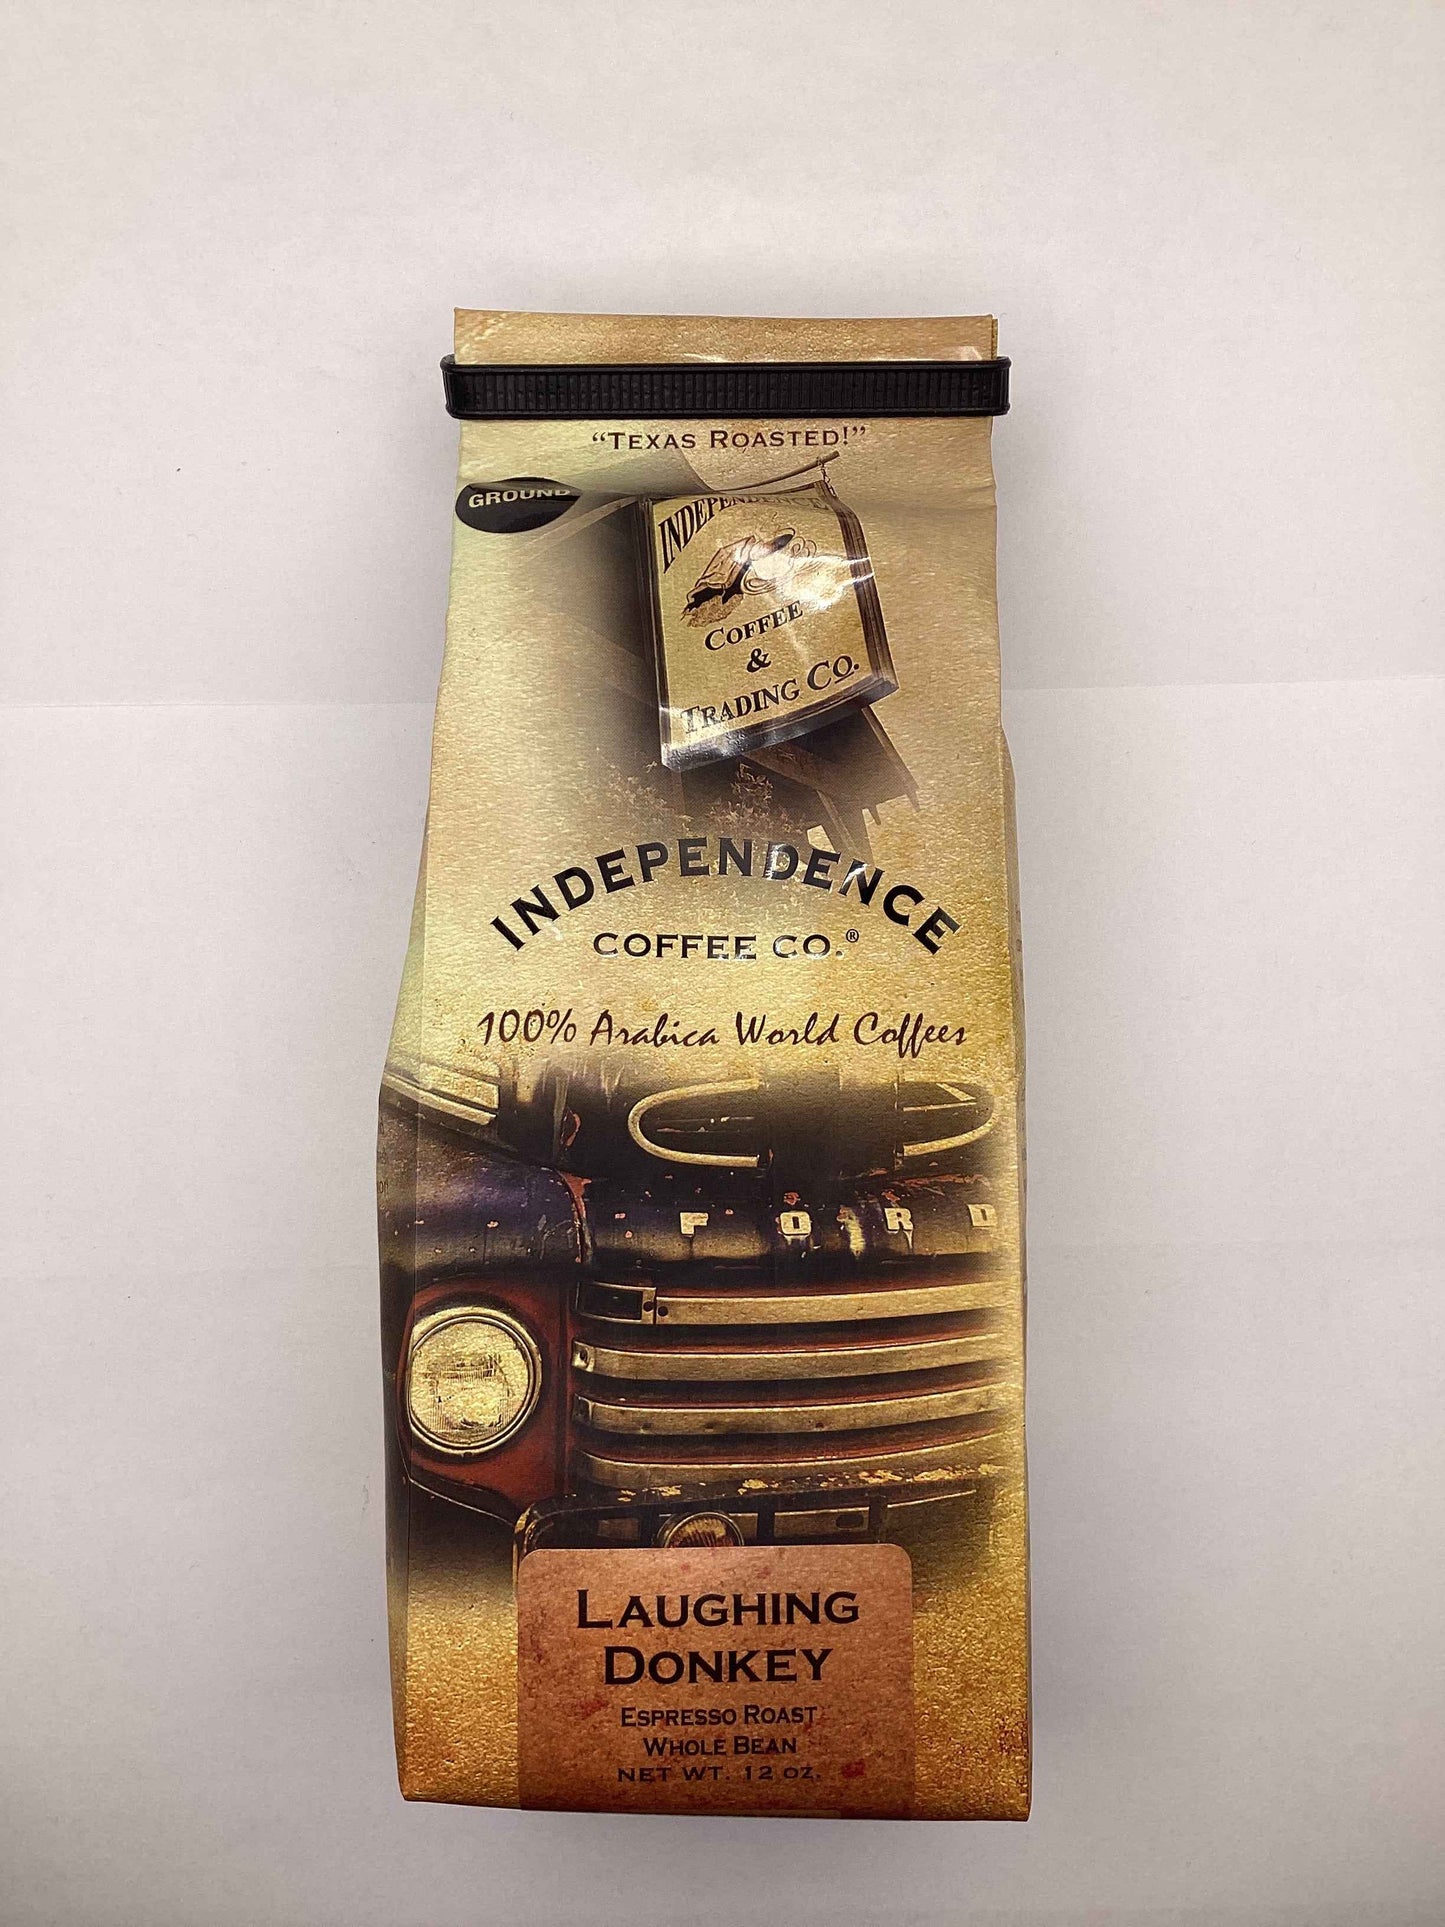 “TEXAS ROASTED!”
GROUND
INDEPENDENCE
COFFEE
&
TRADING CO.
INDEPENDENCE
COFFEE CO.®
100% Arabica World Coffees
FORD
LAUGHING
DONKEY
ESPRESSO ROAST
WHOLE BEAN
NET WT. 12 OZ.